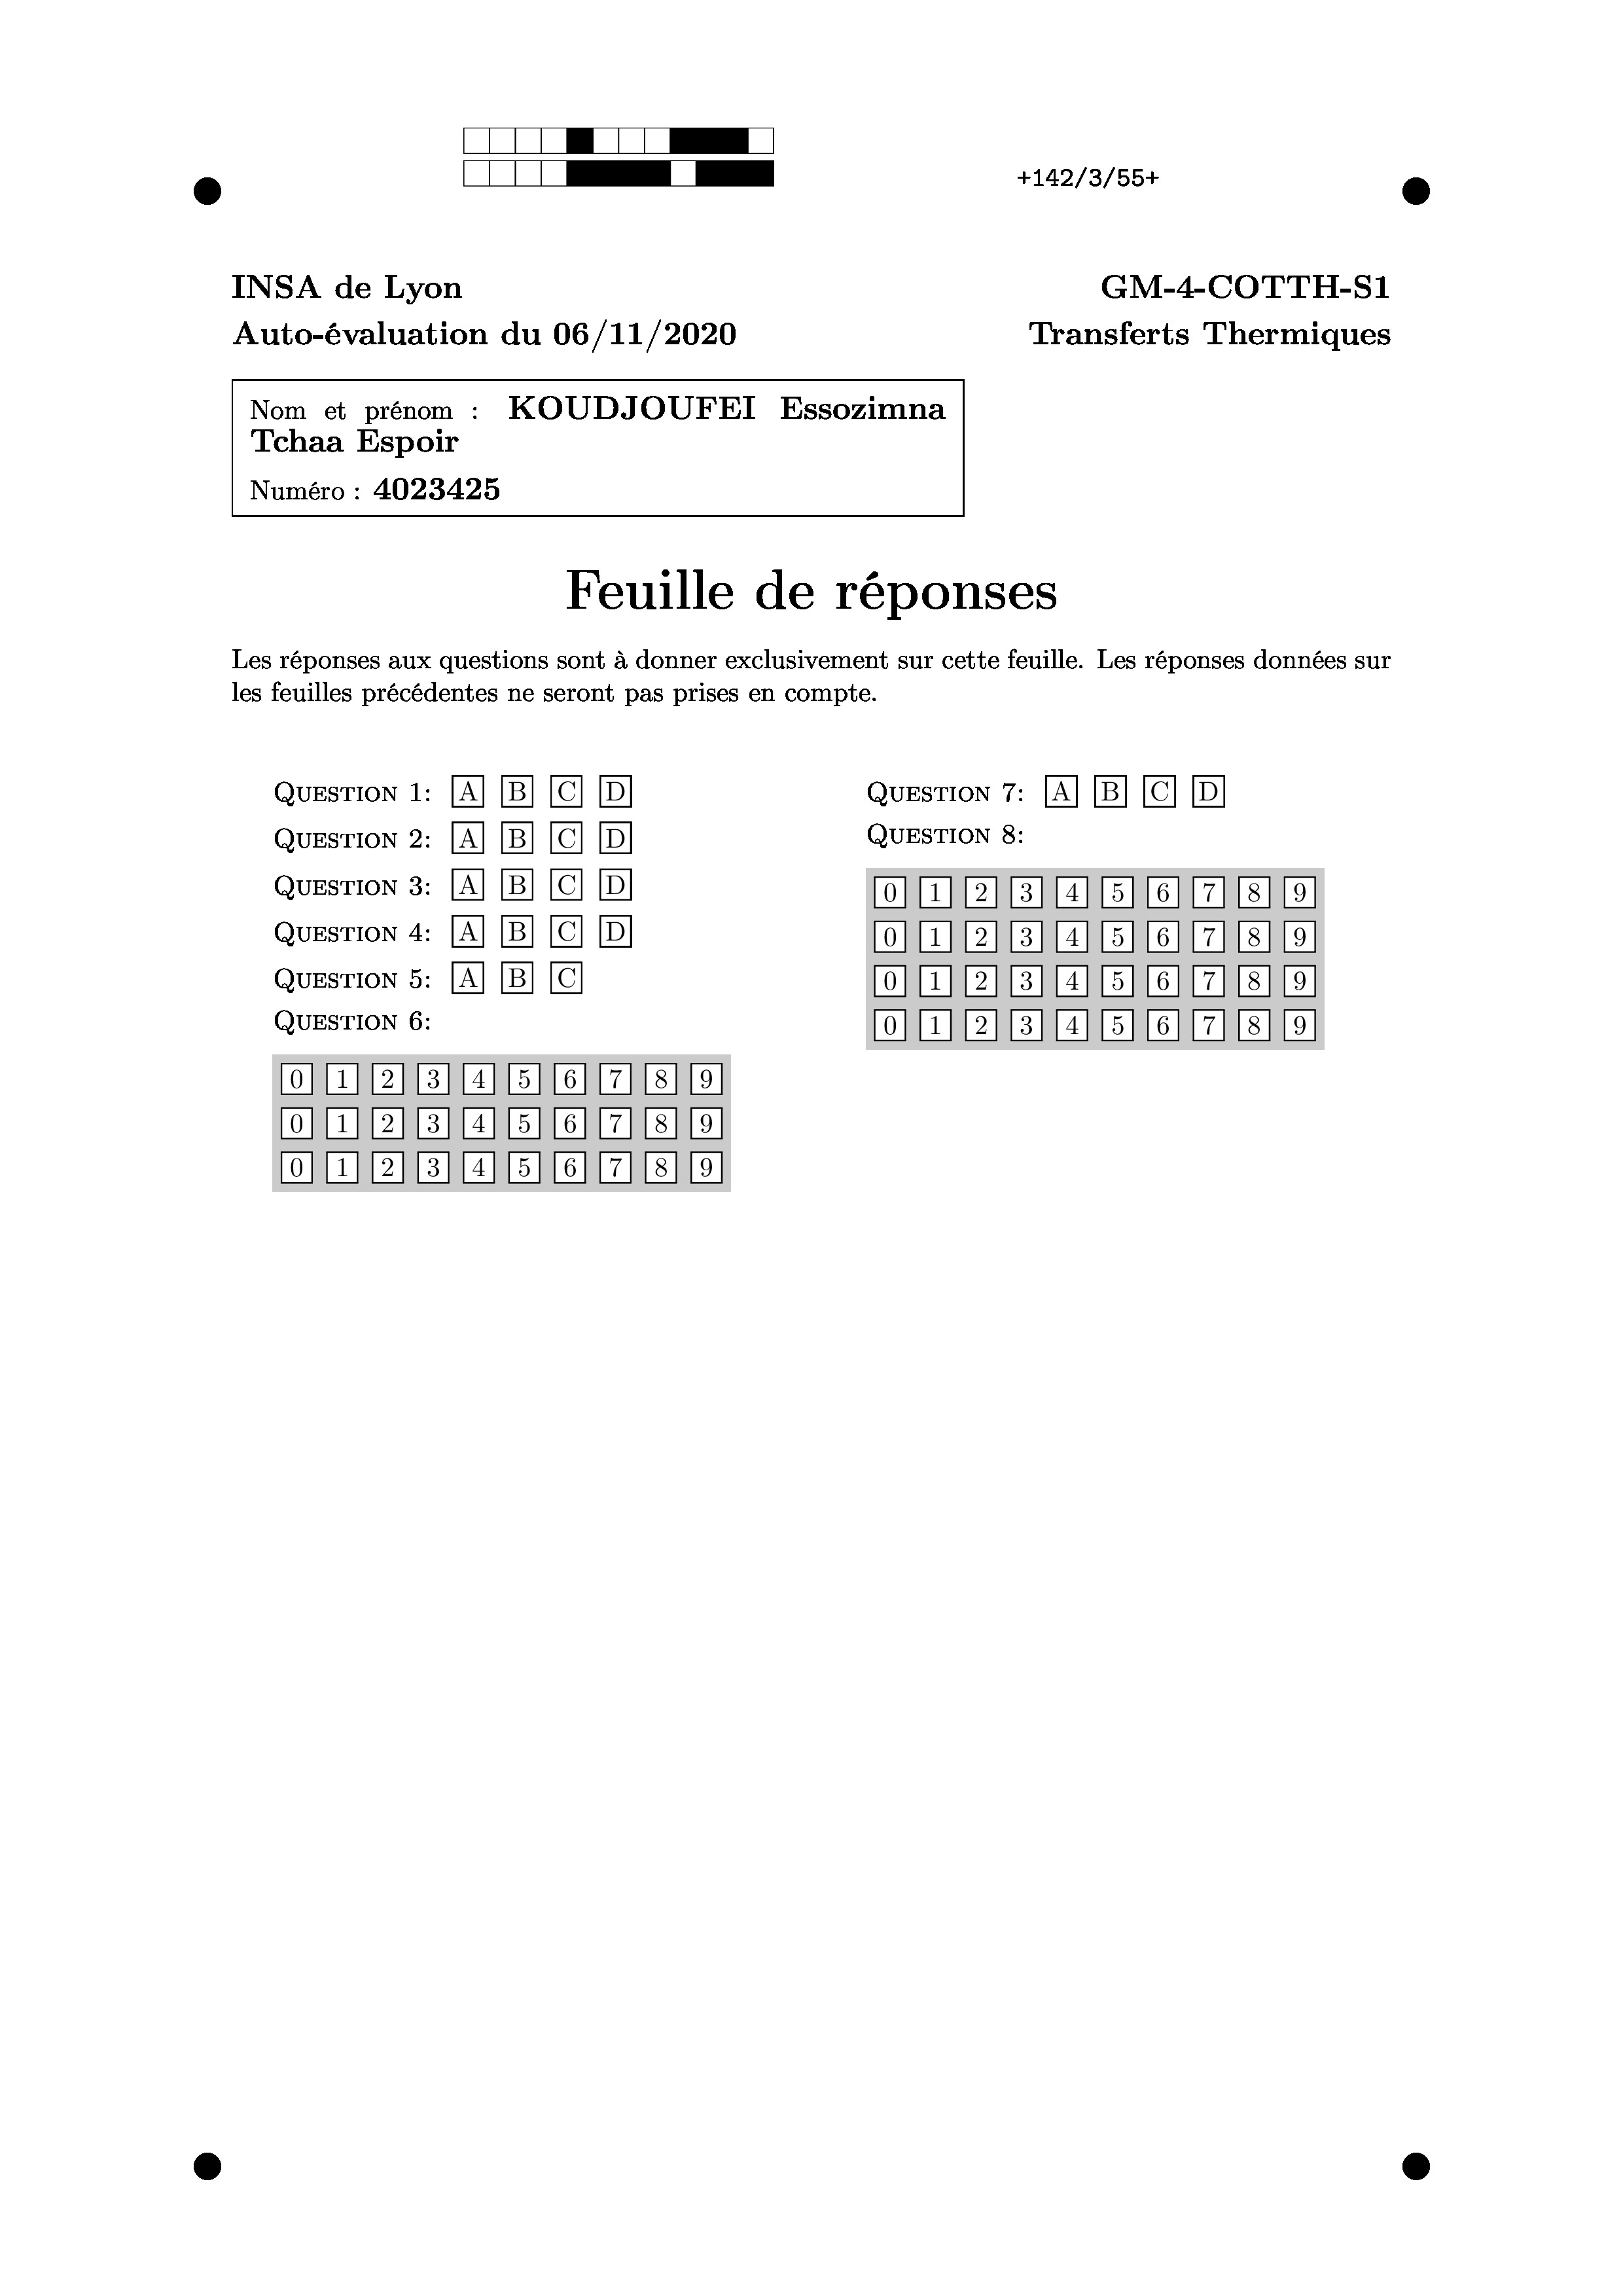 +142/3/55+
INSA de Lyon GM-4-COTTH-S1
Auto-évaluation du 06/11/2020 Transferts Thermiques
Nom et prénom : KOUDJOUFEI Essozimna
Tchaa Espoir
Numéro : 4023425
Feuille de réponses
Les réponses aux questions sont à donner exclusivement sur cette feuille. Les réponses données sur
les feuilles précédentes ne seront pas prises en compte.
QUESTION 1: A B C D
QUESTION 2: A B C D
QUESTION 3: A B C D
QUESTION 4: A B C D
QUESTION 5: A B C
QUESTION 6:
0 1 2 3 4 5 6 7 8 9
0 1 2 3 4 5 6 7 8 9
0 1 2 3 4 5 6 7 8 9
QUESTION 7: A B C D
QUESTION 8:
0 1 2 3 4 5 6 7 8 9
0 1 2 3 4 5 6 7 8 9
0 1 2 3 4 5 6 7 8 9
0 1 2 3 4 5 6 7 8 9